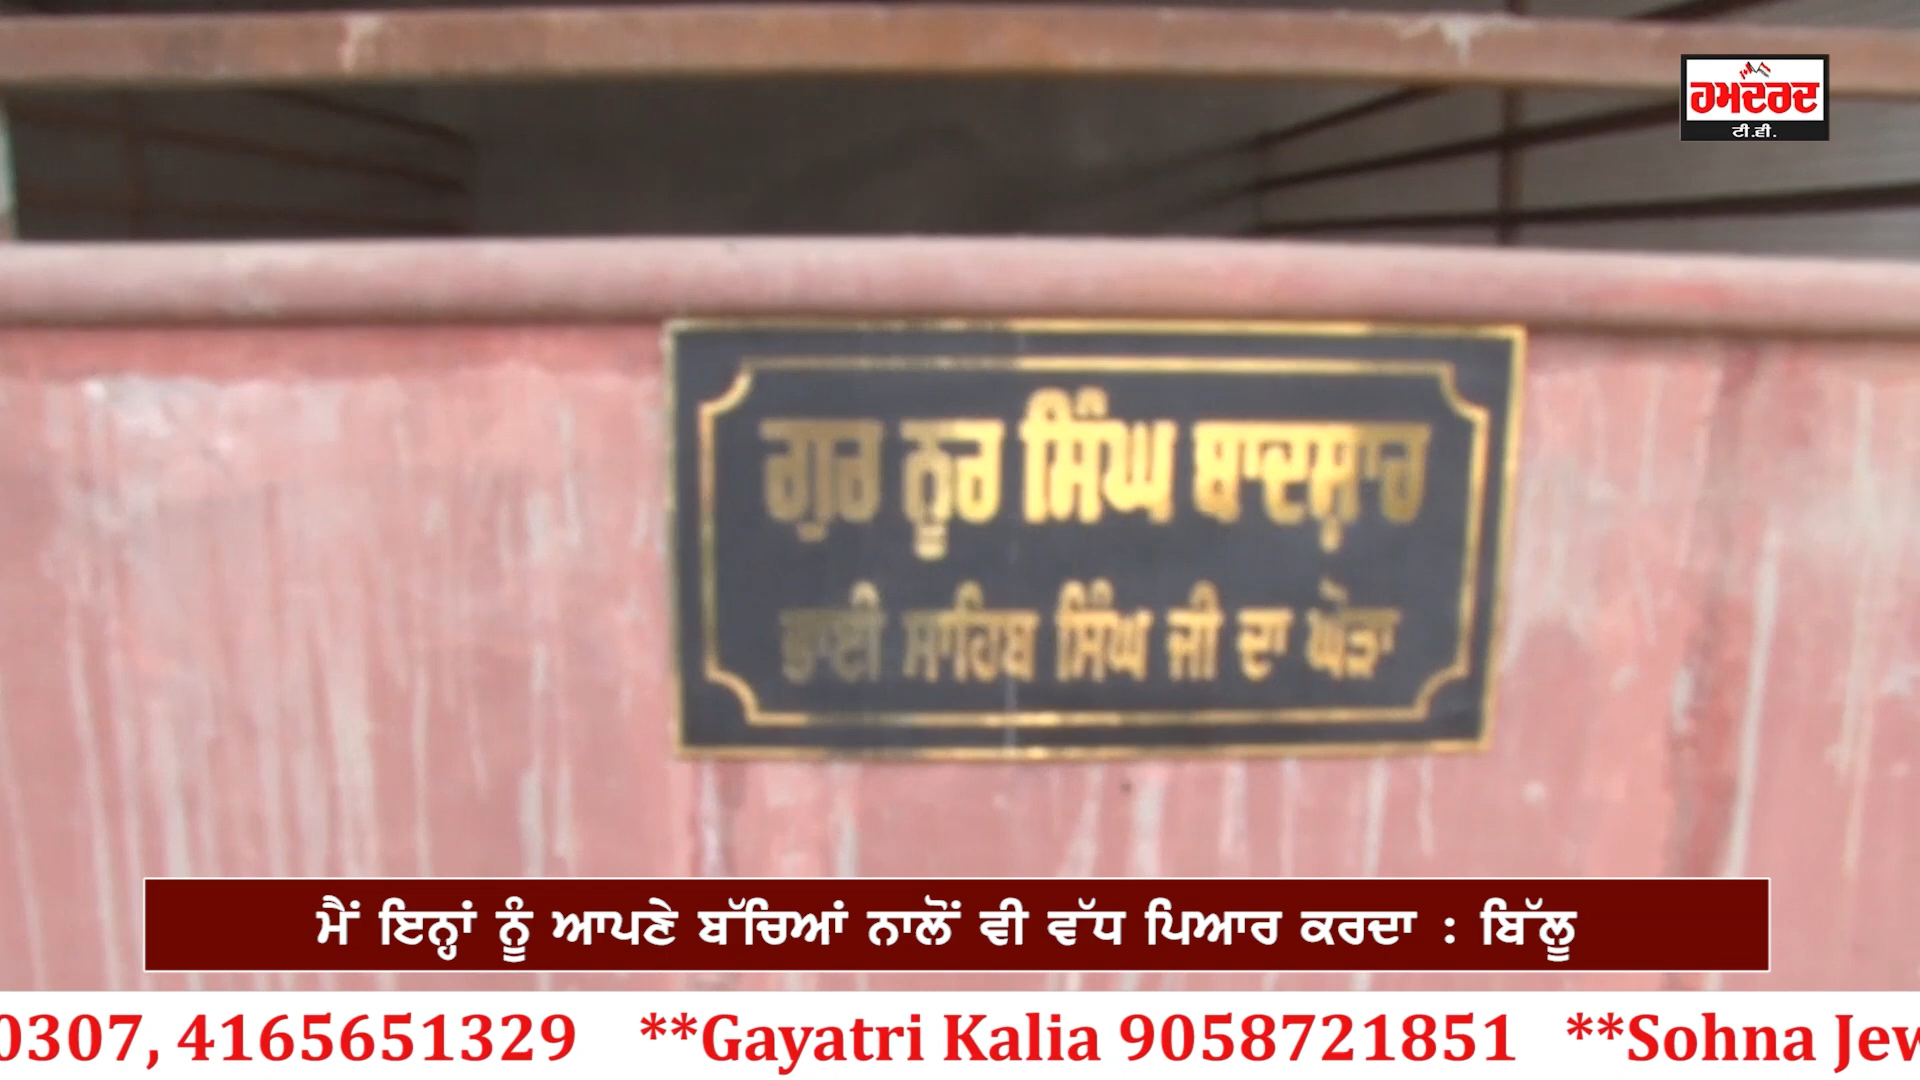 ਹਮਦਰਦ
ਟੀ.ਵੀ.
ਗੁਰ ਨੂਰ ਸਿੰਘ ਬਾਦਸ਼ਾਹ
ਭਾਈ ਸਾਹਿਬ ਸਿੰਘ ਜੀ ਦਾ ਘੋੜਾ
ਮੈਂ ਇਨ੍ਹਾਂ ਨੂੰ ਆਪਣੇ ਬੱਚਿਆਂ ਨਾਲੋਂ ਵੀ ਵੱਧ ਪਿਆਰ ਕਰਦਾ : ਬਿੱਲੂ
0307, 4165651329 **Gayatri Kalia 9058721851 **Sohna Jew